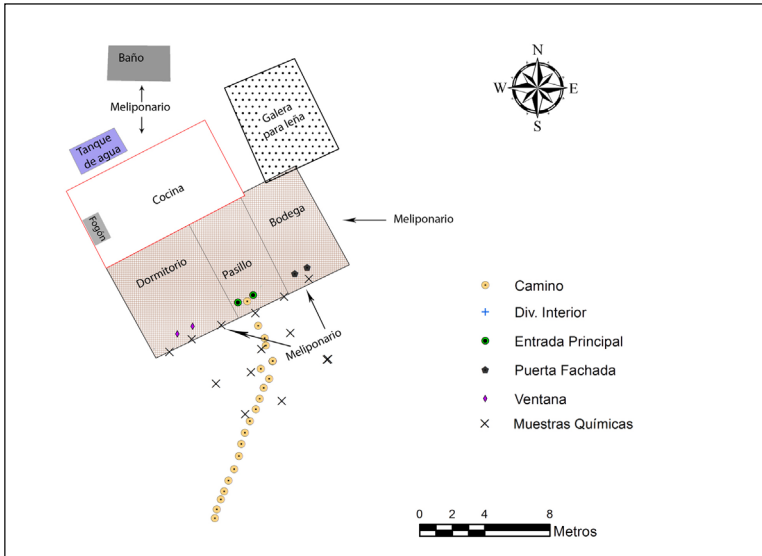 Baño
Meliponario
Tanque
de agua
Galera
para leña
Cocina
Fogón
Bodega
Meliponario
Dormitorio
Pasillo
Meliponario
N
W
E
S
Camino
Div. Interior
Entrada Principal
Puerta Fachada
Ventana
Muestras Químicas
0 2 4 8
Metros